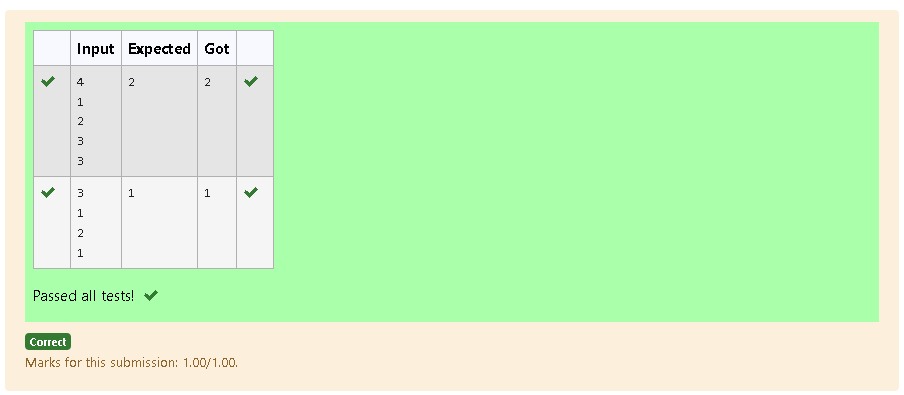 Input Expected Got
4 2 2
1
2
3
3
3 1 1
1
2
1
Passed all tests!
Correct
Marks for this submission: 1.00/1.00.